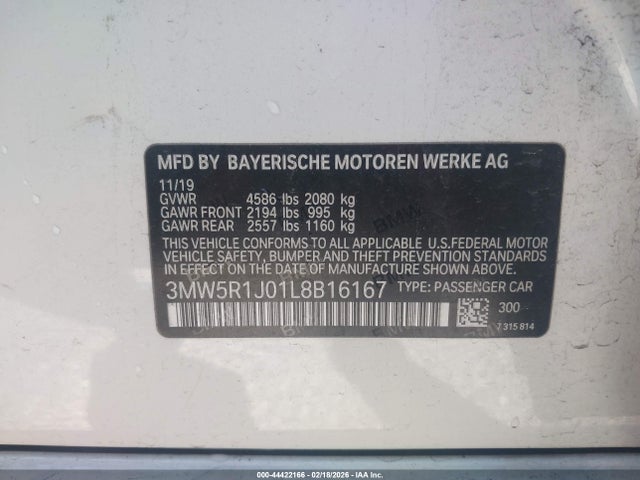 MFD BY BAYERISCHE MOTOREN WERKE AG
11/19
GVWR 4586 lbs 2080 kg
GAWR FRONT 2194 lbs 995 kg
GAWR REAR 2557 lbs 1160 kg
THIS VEHICLE CONFORMS TO ALL APPLICABLE U.S.FEDERAL MOTOR
VEHICLE SAFETY, BUMPER, AND THEFT PREVENTION STANDARDS
IN EFFECT ON THE DATE OF MANUFACTURE SHOWN ABOVE.
3MW5R1J01L8B16167 TYPE: PASSENGER CAR
300
7 315 814
000-44422166 - 02/18/2026 - IAAI Inc.